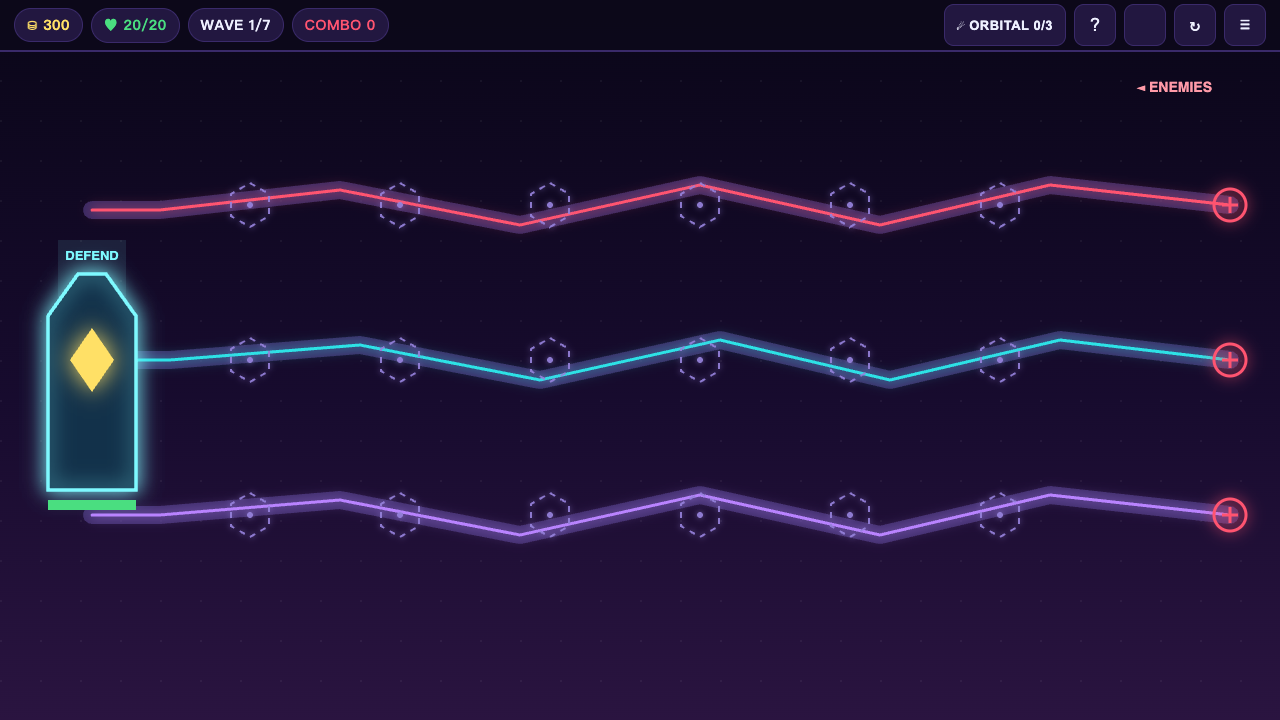 300
20/20
WAVE 1/7
COMBO 0
ORBITAL 0/3
?
◄ ENEMIES
DEFEND